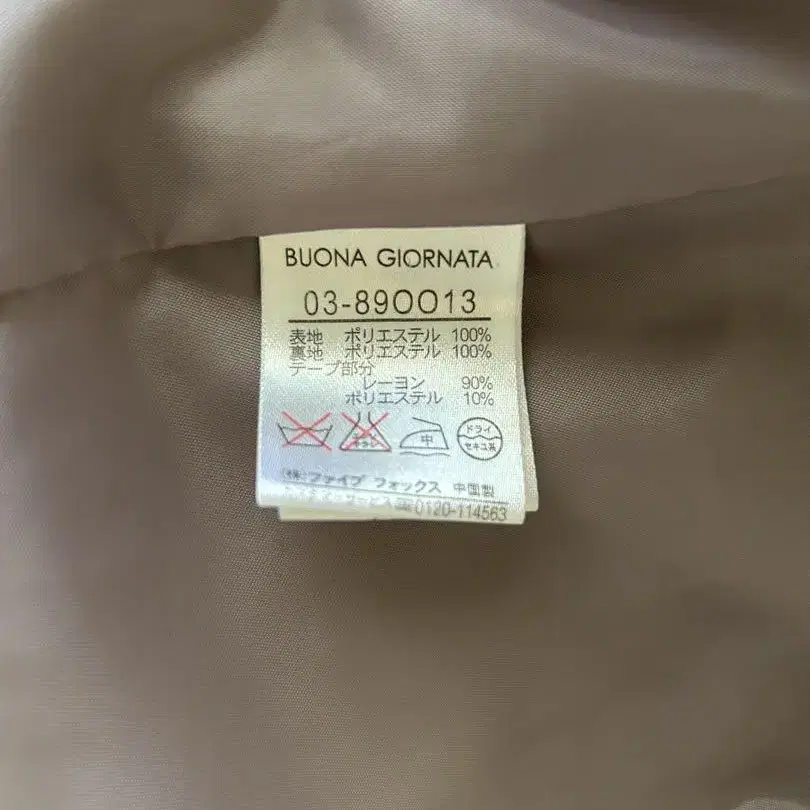 BUONA GIORNATA
03-890013
表地 ポリエステル 100%
裏地 ポリエステル 100%
テープ部分
レーヨン 90%
ポリエステル 10%
中
ドライ
セキユ系
(株)ファイブ フォックス 中国製
0120-114563